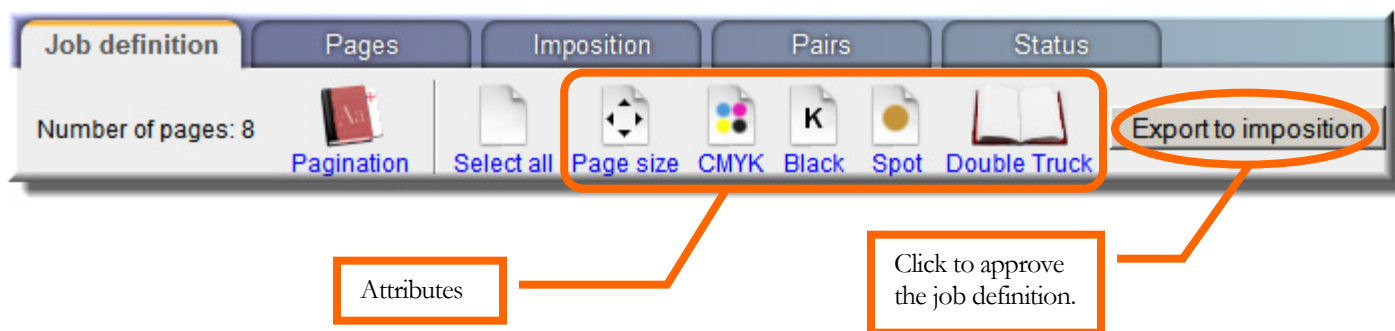 Job definition Pages Imposition Pairs Status
Number of pages: 8
Aa
K
Export to imposition
Pagination Select all Page size CMYK Black Spot Double Truck
Attributes
Click to approve
the job definition.